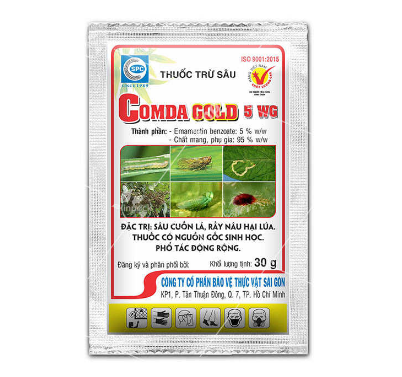 SPC
SINCE 1989
THUỐC TRỪ SÂU
ISO 9001:2015
COMDA GOLD 5 WG
Thành phần: - Emamectin benzoate: 5 % w/w
- Chất mang, phụ gia: 95 % w/w
ĐẶC TRỊ: SÂU CUỐN LÁ, RẦY NÂU HẠI LÚA.
THUỐC CÓ NGUỒN GỐC SINH HỌC.
PHỔ TÁC ĐỘNG RỘNG.
Đăng ký và phân phối bởi:
Khối lượng tịnh: 30 g
CÔNG TY CỔ PHẦN BẢO VỆ THỰC VẬT SÀI GÒN
KP1, P. Tân Thuận Đông, Q. 7, TP. Hồ Chí Minh